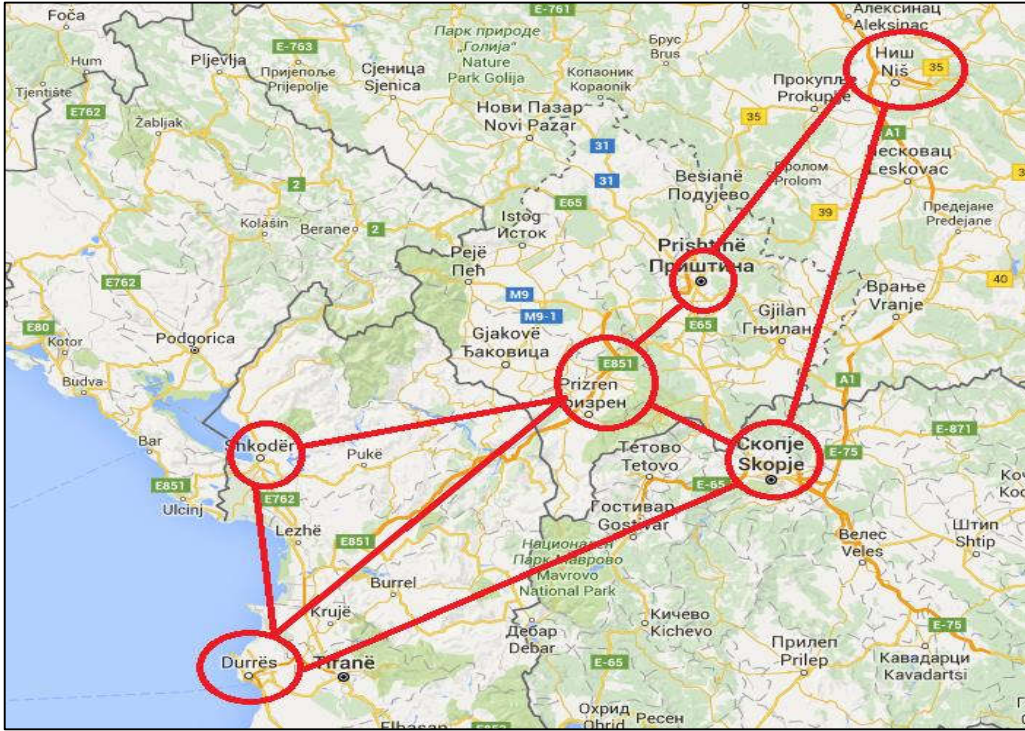 Foča
Hum
Tjentište
E762
Žabljak
Pljevlja
E-763
Пријепоље
Prijepolje
Сјеница
Sjenica
E-761
Парк природе
„Голија"
Nature
Park Golija
Копаоник
Kopaonik
Брус
Brus
Алексинац
Aleksinac
Ниш
Niš
35
Прокупље
Prokuplje
35
A1
Лесковац
Leskovac
Нови Пазар
Novi Pazar
31
31
Besianë
Подујево
Пролом
Prolom
39
Предејане
Predejane
2
Kolašin
Berane
2
E65
Istog
Исток
Pejë
Пећ
Prishtinë
Приштина
E762
E80
Kotor
Podgorica
Budva
M9
M9-1
E65
Gjilan
Гњилане
Врање
Vranje
40
Gjakovë
Ђаковица
E851
Prizren
Призрен
A1
Bar
E851
Ulcinj
Shkodër
Pukë
E762
Lezhë
E851
Тетово
Tetovo
Скопје
Skopje
E-65
E-75
E-871
Гостивар
Gostivar
Велес
Veles
Штип
Shtip
Национален
Парк Маврово
Mavrovo
National Park
Burrel
Krujë
Дебар
Debar
Кичево
Kichevo
E-75
Durrës
Tiranë
E-65
Прилеп
Prilep
Кавадарци
Kavadartsi
Охрид
Ohrid
Ресен
Elbasan
E852